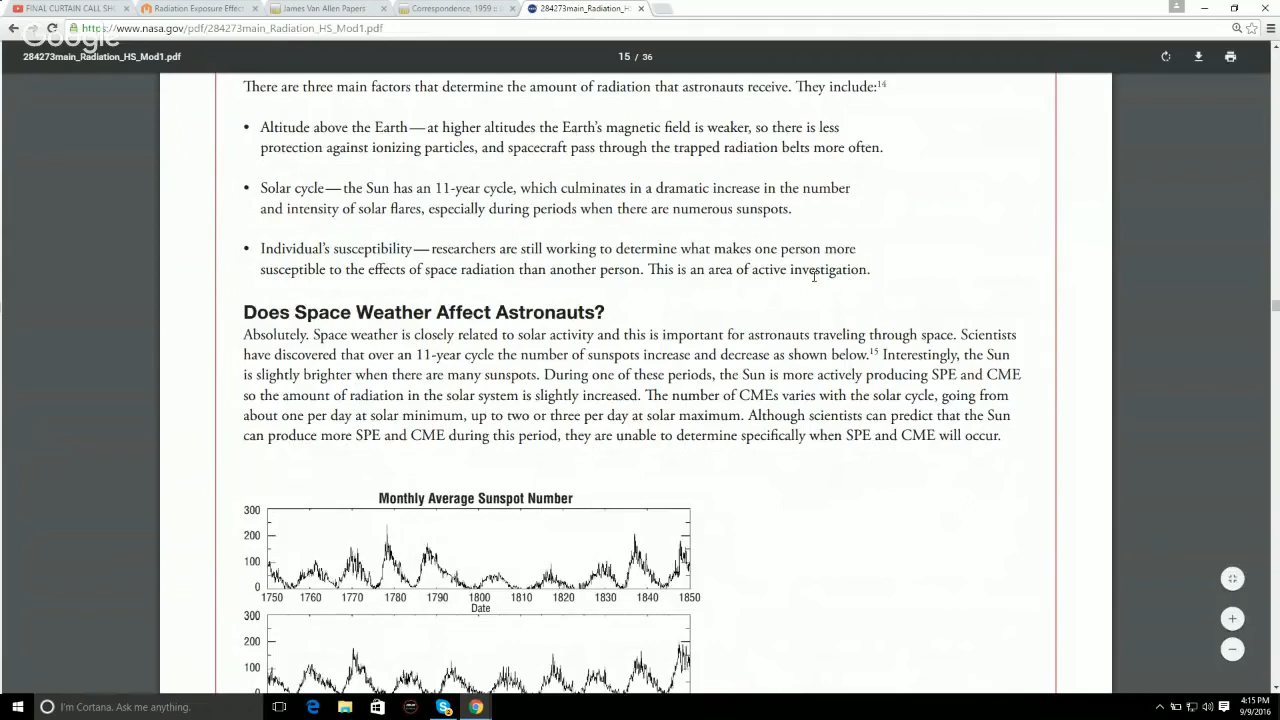 FINAL CURTAIN CALL SH
Radiation Exposure Effec
James Van Allen Papers
Correspondence, 1959 c
284273main_Radiation_HS
https://www.nasa.gov/pdf/284273main_Radiation_HS_Mod1.pdf
Google
284273main_Radiation_HS_Mod1.pdf
15 / 36
There are three main factors that determine the amount of radiation that astronauts receive. They include:14
• Altitude above the Earth—at higher altitudes the Earth's magnetic field is weaker, so there is less
protection against ionizing particles, and spacecraft pass through the trapped radiation belts more often.
• Solar cycle—the Sun has an 11-year cycle, which culminates in a dramatic increase in the number
and intensity of solar flares, especially during periods when there are numerous sunspots.
• Individual's susceptibility—researchers are still working to determine what makes one person more
susceptible to the effects of space radiation than another person. This is an area of active investigation.
Does Space Weather Affect Astronauts?
Absolutely. Space weather is closely related to solar activity and this is important for astronauts traveling through space. Scientists
have discovered that over an 11-year cycle the number of sunspots increase and decrease as shown below.15 Interestingly, the Sun
is slightly brighter when there are many sunspots. During one of these periods, the Sun is more actively producing SPE and CME
so the amount of radiation in the solar system is slightly increased. The number of CMEs varies with the solar cycle, going from
about one per day at solar minimum, up to two or three per day at solar maximum. Although scientists can predict that the Sun
can produce more SPE and CME during this period, they are unable to determine specifically when SPE and CME will occur.
Monthly Average Sunspot Number
300
200
100
0
1750 1760 1770 1780 1790 1800 1810 1820 1830 1840 1850
Date
300
200
100
0
I'm Cortana. Ask me anything.
4:15 PM
9/9/2016